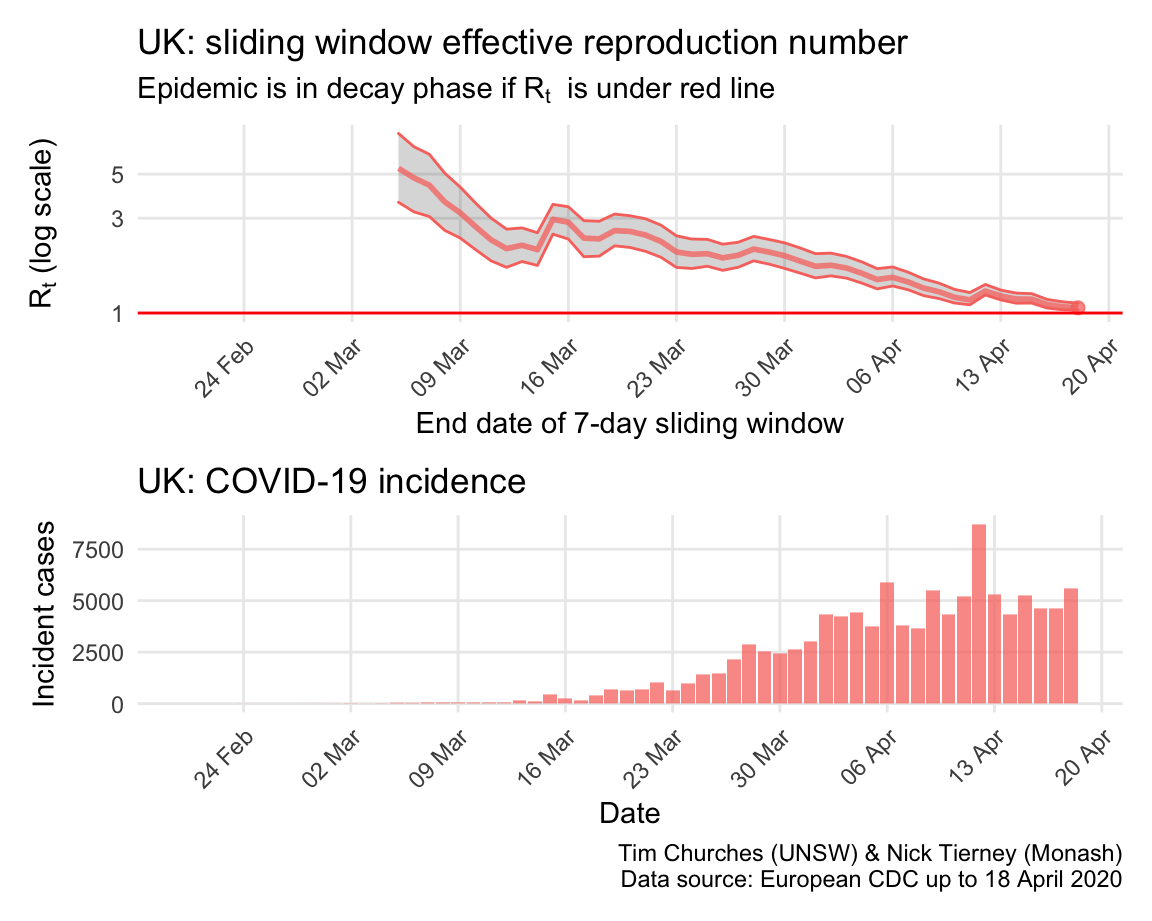 UK: sliding window effective reproduction number
Epidemic is in decay phase if Rt is under red line
Rt (log scale)
5
3
1
24 Feb
02 Mar
09 Mar
16 Mar
23 Mar
30 Mar
06 Apr
13 Apr
20 Apr
End date of 7-day sliding window
UK: COVID-19 incidence
Incident cases
7500
5000
2500
0
24 Feb
02 Mar
09 Mar
16 Mar
23 Mar
30 Mar
06 Apr
13 Apr
20 Apr
Date
Tim Churches (UNSW) & Nick Tierney (Monash)
Data source: European CDC up to 18 April 2020